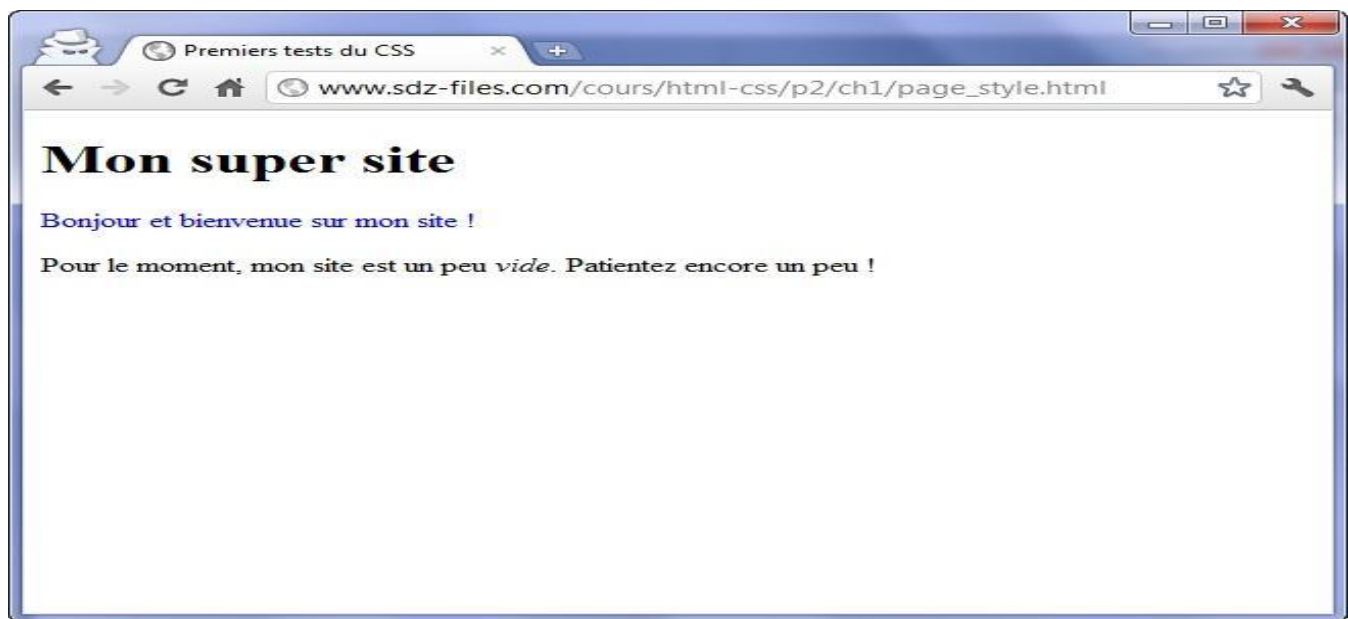 Premiers tests du CSS
www.sdz-files.com/cours/html-css/p2/ch1/page_style.html
Mon super site
Bonjour et bienvenue sur mon site !
Pour le moment, mon site est un peu vide. Patientez encore un peu !